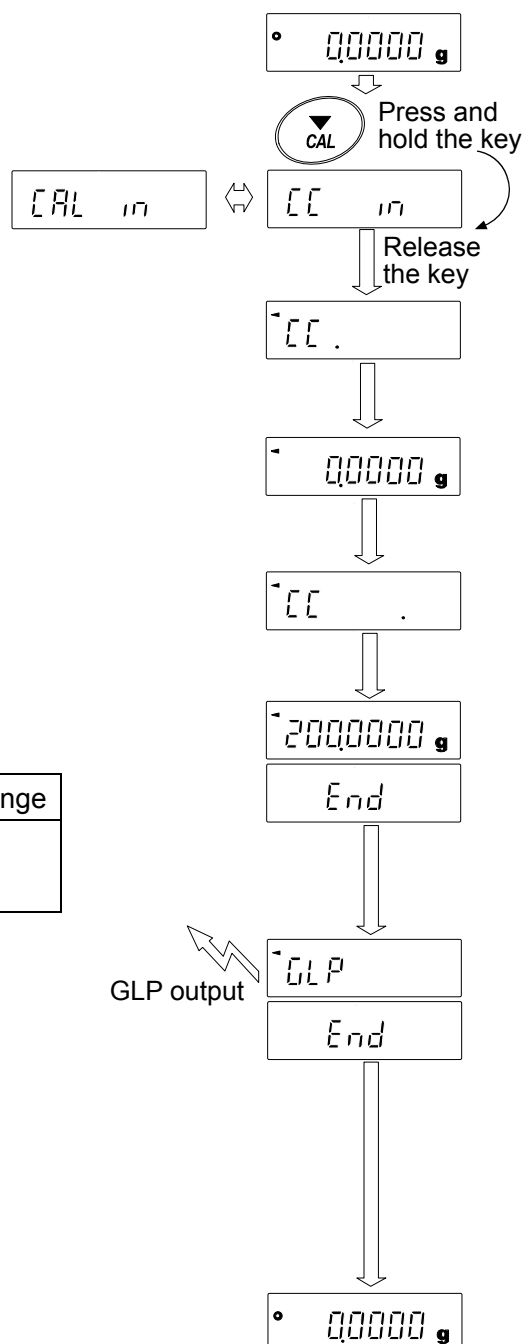 0.0000 g
CAL
Press and
hold the key
CAL in
CC in
Release
the key
CC .
0.0000 g
CC .
200.0000 g
End
nge
GLP
GLP output
End
0.0000 g